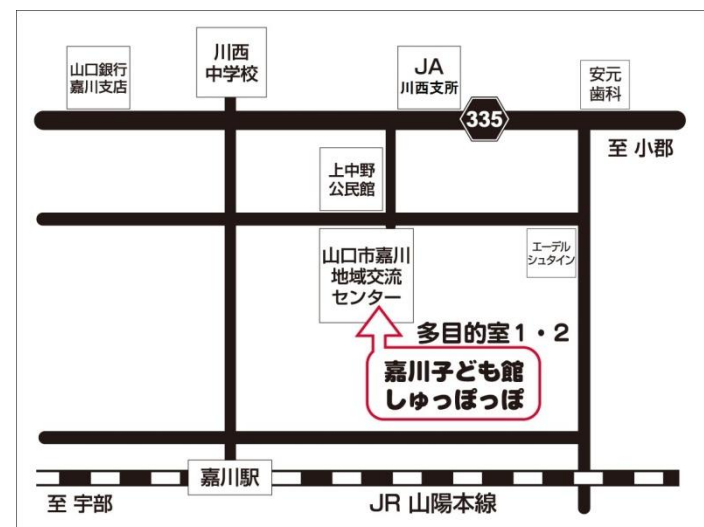 山口銀行
嘉川支店
川西
中学校
JA
川西支所
安元
歯科
335
至 小郡
上中野
公民館
山口市嘉川
地域交流
センター
エーデル
シュタイン
多目的室1・2
嘉川子ども館
しゅっぽっぽ
嘉川駅
至 宇部
JR 山陽本線